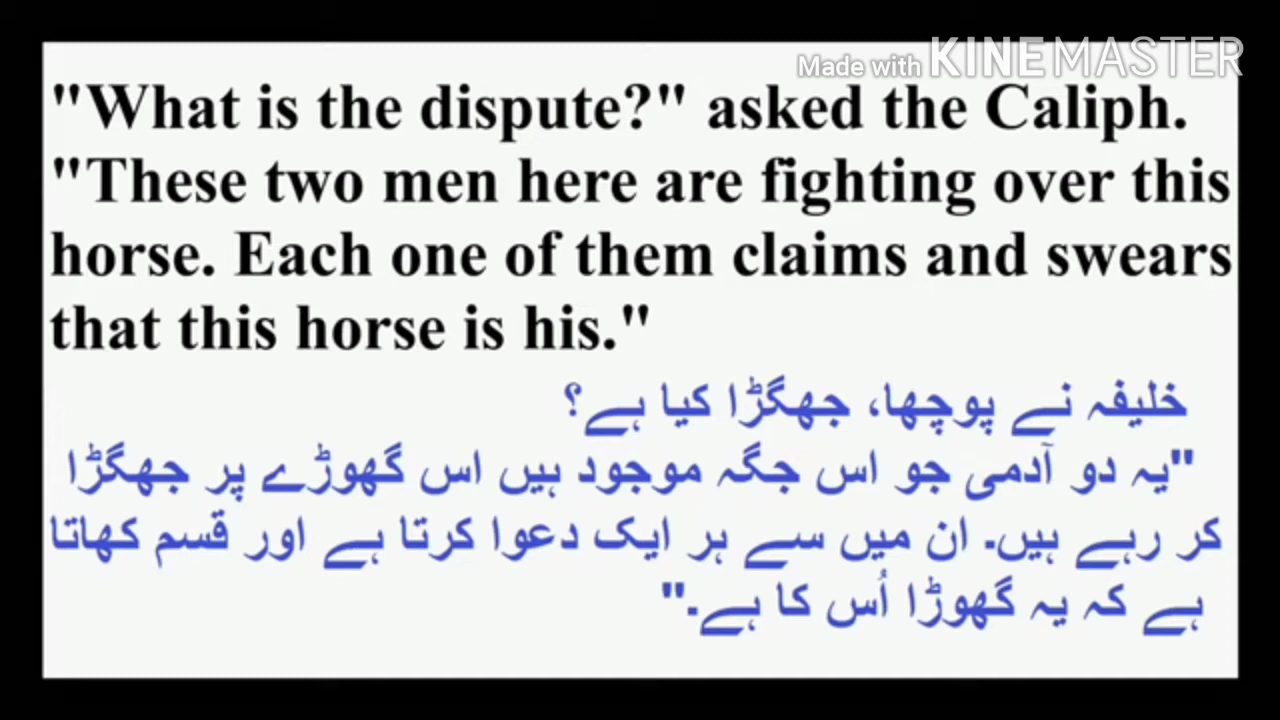 Made with KINEMASTER
"What is the dispute?" asked the Caliph.
"These two men here are fighting over this
horse. Each one of them claims and swears
that this horse is his."
خلیفہ نے پوچھا، جھگڑا کیا ہے؟
"یہ دو آدمی جو اس جگہ موجود ہیں اس گھوڑے پر جھگڑا
کر رہے ہیں۔ ان میں سے ہر ایک دعوا کرتا ہے اور قسم کھاتا
ہے کہ یہ گھوڑا اُس کا ہے۔"